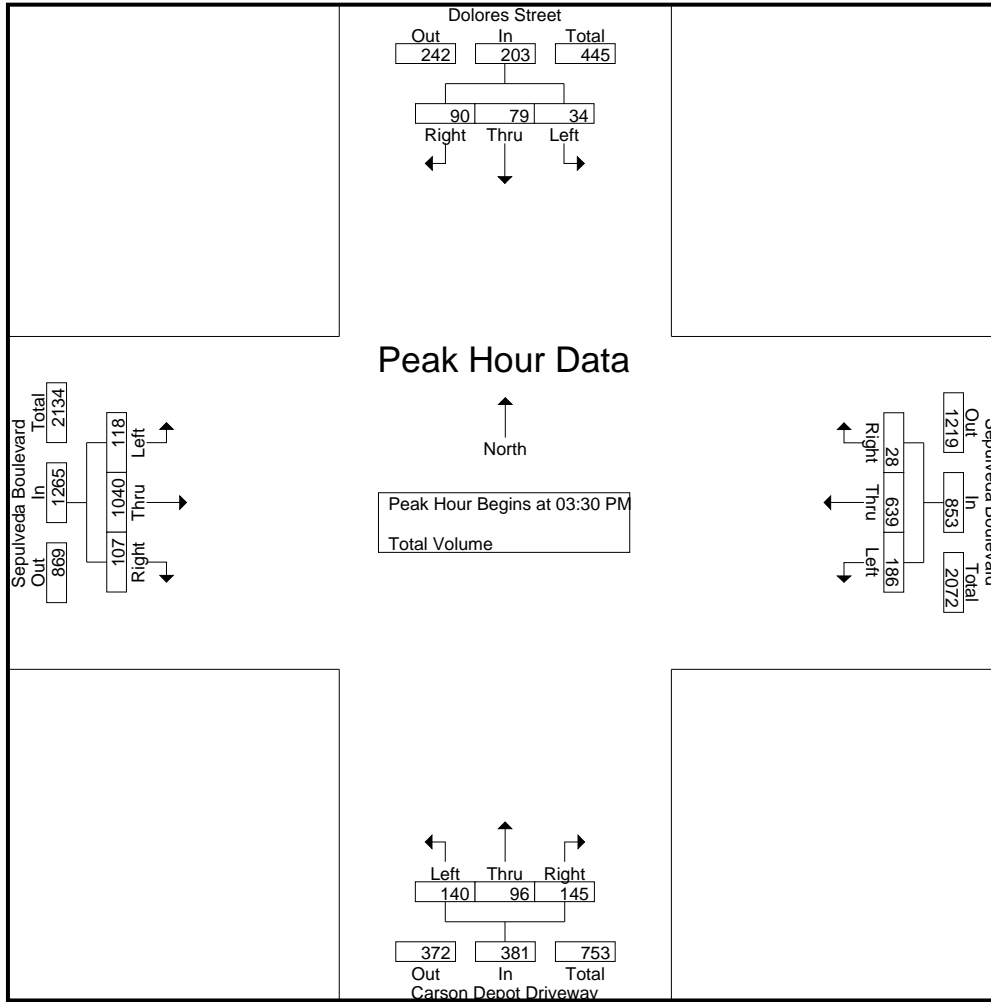 Dolores Street
Out In Total
242 203 445
90 79 34
Right Thru Left
Peak Hour Data
North
Peak Hour Begins at 03:30 PM
Total Volume
Sepulveda Boulevard
Total In Out
2134 1265 869
118 1040 107
Left Thru Right
Sepulveda Boulevard
Out In Total
1219 853 2072
28 639 186
Right Thru Left
Left Thru Right
140 96 145
372 381 753
Out In Total
Carson Depot Driveway